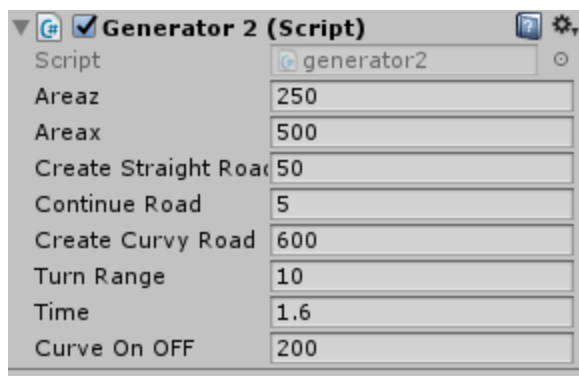 Generator 2 (Script)
Script generator2
Areaz 250
Areax 500
Create Straight Road 50
Continue Road 5
Create Curvy Road 600
Turn Range 10
Time 1.6
Curve On OFF 200